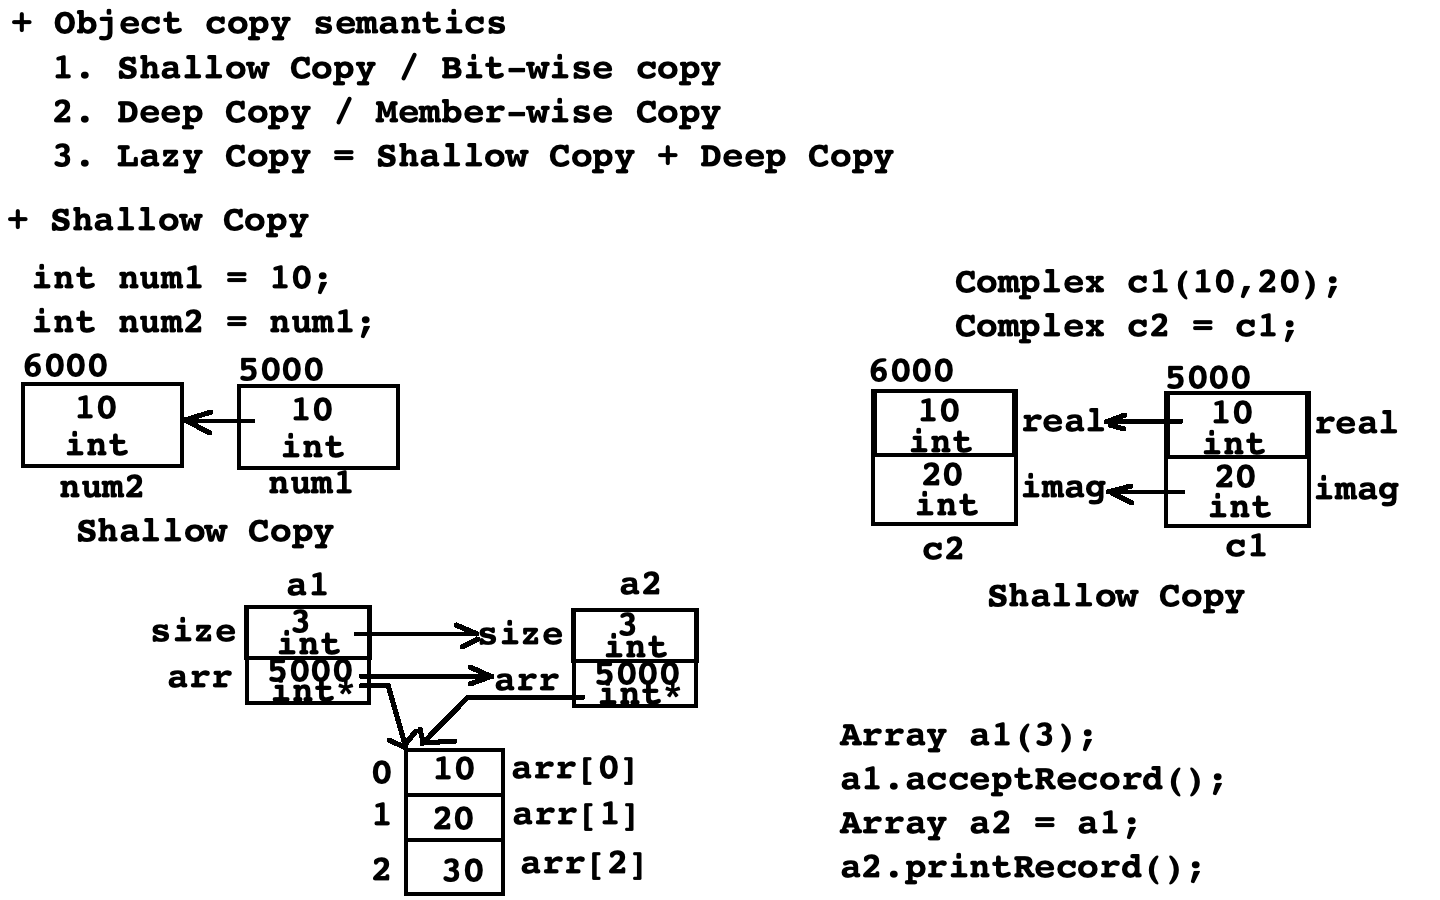 + Object copy semantics
1. Shallow Copy / Bit-wise copy
2. Deep Copy / Member-wise Copy
3. Lazy Copy = Shallow Copy + Deep Copy
+ Shallow Copy
int num1 = 10;
int num2 = num1;
6000
5000
10
10
int
int
num2
num1
Shallow Copy
Complex c1(10,20);
Complex c2 = c1;
6000
5000
10
real
10
real
int
int
20
imag
20
imag
int
int
c2
c1
Shallow Copy
a1
a2
size
3
size
3
int
int
arr
5000
arr
5000
int*
int*
0
10
arr[0]
1
20
arr[1]
2
30
arr[2]
Array a1(3);
a1.acceptRecord();
Array a2 = a1;
a2.printRecord();